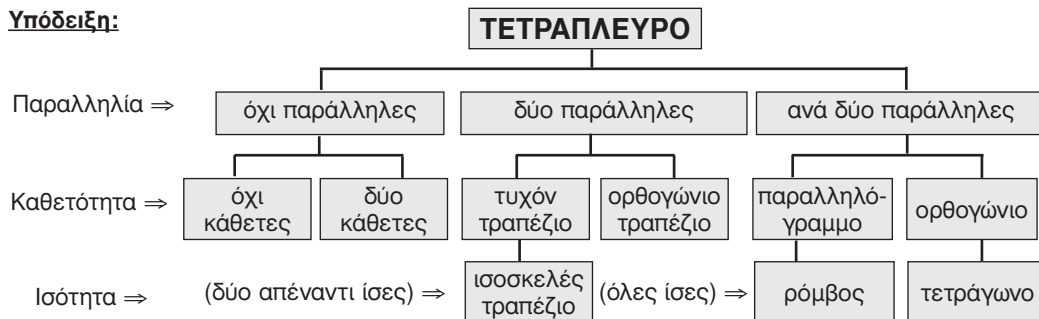 Υπόδειξη:
ΤΕΤΡΑΠΛΕΥΡΟ
Παραλληλία ⇒
όχι παράλληλες
δύο παράλληλες
ανά δύο παράλληλες
Καθετότητα ⇒
όχι
κάθετες
δύο
κάθετες
τυχόν
τραπέζιο
ορθογώνιο
τραπέζιο
παραλληλό-
γραμμο
ορθογώνιο
Ισότητα ⇒
(δύο απέναντι ίσες) ⇒
ισοσκελές
τραπέζιο
(όλες ίσες) ⇒
ρόμβος
τετράγωνο